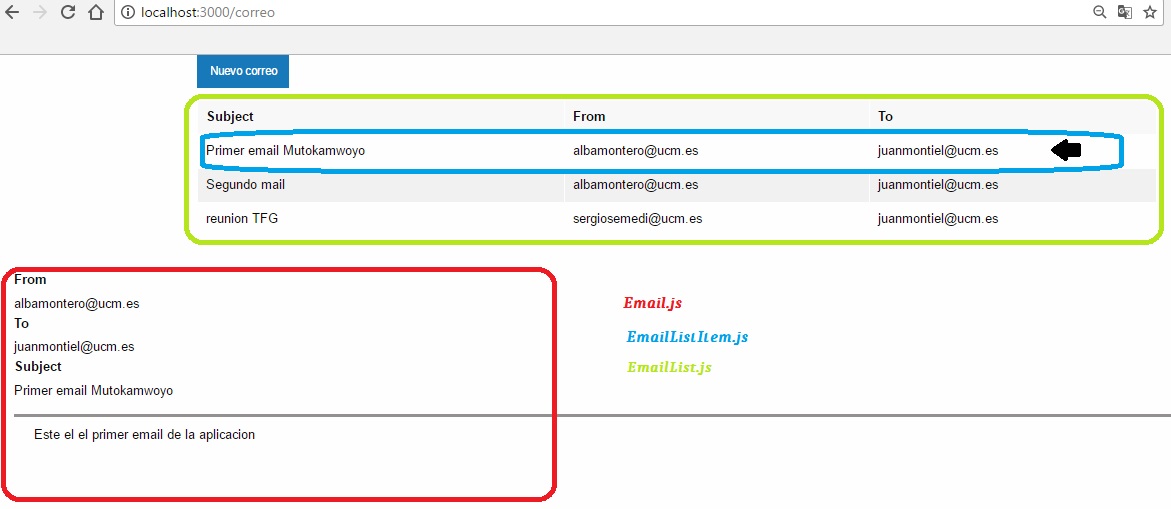 localhost:3000/correo
Nuevo correo
Subject From To
Primer email Mutokamwoyo albamontero@ucm.es juanmontiel@ucm.es
Segundo mail albamontero@ucm.es juanmontiel@ucm.es
reunion TFG sergiosemedi@ucm.es juanmontiel@ucm.es
From
albamontero@ucm.es
To
juanmontiel@ucm.es
Subject
Primer email Mutokamwoyo
Este el el primer email de la aplicacion
Email.js
EmailListItem.js
EmailList.js